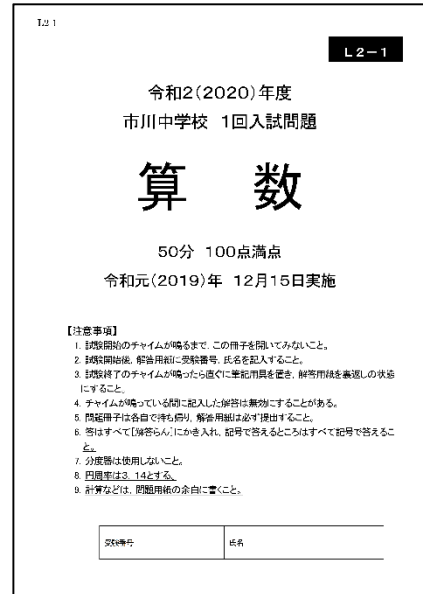 L2-1
L2-1
令和2(2020)年度
市川中学校 1回入試問題
算 数
50分 100点満点
令和元(2019)年 12月15日実施
【注意事項】
1. 試験開始のチャイムが鳴るまで、この冊子を開いてみないこと。
2. 試験開始後、解答用紙に受験番号、氏名を記入すること。
3. 試験終了のチャイムが鳴ったら直ぐに筆記用具を置き、解答用紙を裏返しの状態
にすること。
4. チャイムが鳴っている間に記入した解答は無効にすることがある。
5. 問題冊子は各自で持ち帰り、解答用紙は必ず提出すること。
6. 答はすべて[解答らん]にかき入れ、記号で答えるところはすべて記号で答えるこ
と。
7. 分度器は使用しないこと。
8. 円周率は3.14とする。
9. 計算などは、問題用紙の余白に書くこと。
受験番号 氏名